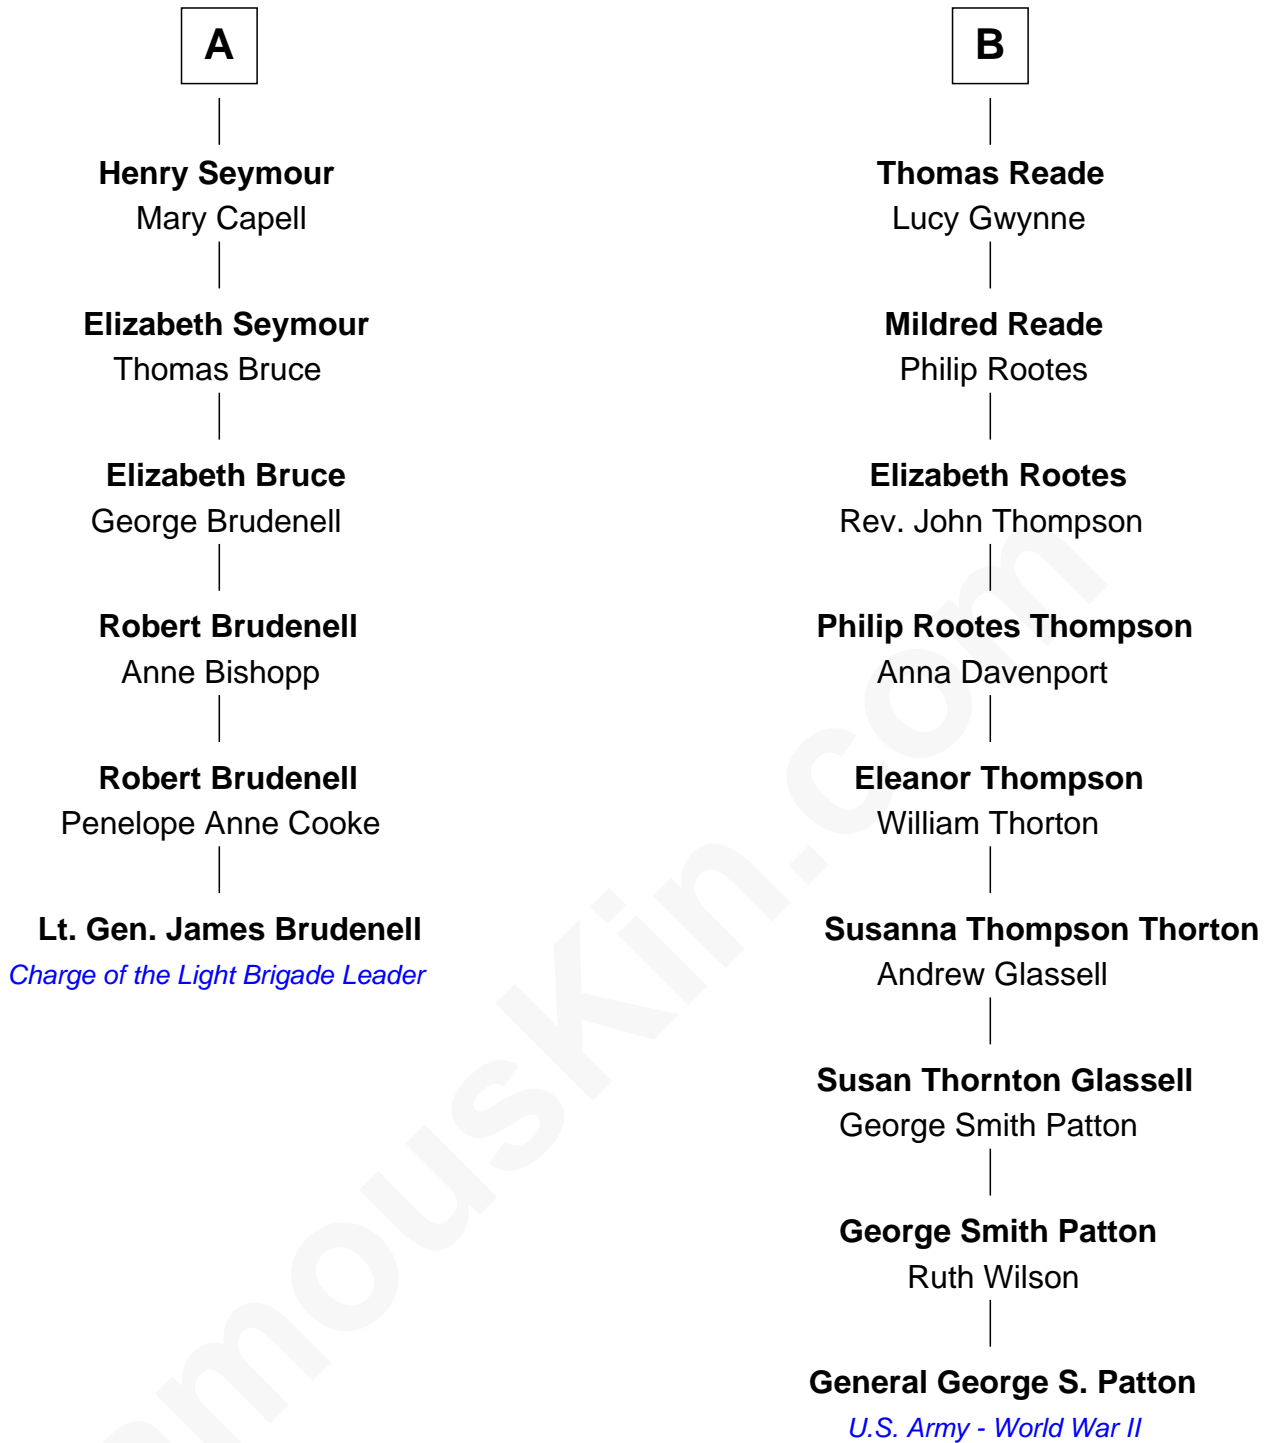 A
Henry Seymour
Mary Capell
Elizabeth Seymour
Thomas Bruce
Elizabeth Bruce
George Brudenell
Robert Brudenell
Anne Bishopp
Robert Brudenell
Penelope Anne Cooke
Lt. Gen. James Brudenell
Charge of the Light Brigade Leader
B
Thomas Reade
Lucy Gwynne
Mildred Reade
Philip Rootes
Elizabeth Rootes
Rev. John Thompson
Philip Rootes Thompson
Anna Davenport
Eleanor Thompson
William Thorton
Susanna Thompson Thorton
Andrew Glassell
Susan Thornton Glassell
George Smith Patton
George Smith Patton
Ruth Wilson
General George S. Patton
U.S. Army - World War II
amousKin.com